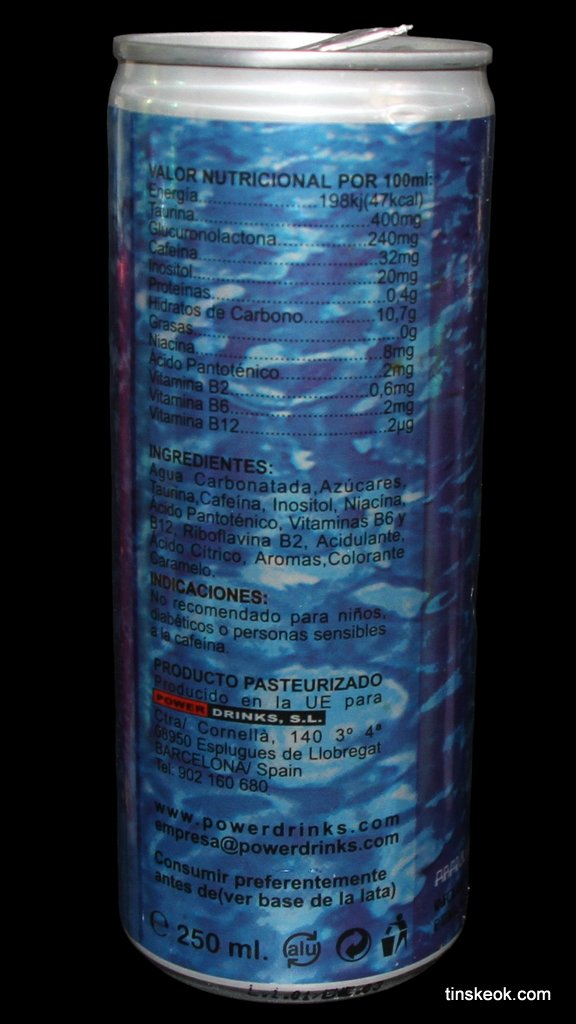 VALOR NUTRICIONAL POR 100ml:
Energía.......................198kj(47kcal)
Taurina...................................400mg
Glucuronolactona..................240mg
Cafeína...................................32mg
Inositol....................................20mg
Proteínas................................0,4g
Hidratos de Carbono.............10,7g
Grasas......................................0g
Niacina....................................8mg
Ácido Pantoténico...................2mg
Vitamina B2..........................0,6mg
Vitamina B6.............................2mg
Vitamina B12............................2µg
INGREDIENTES:
Agua Carbonatada,Azúcares,
Taurina,Cafeína, Inositol, Niacina,
Ácido Pantoténico, Vitaminas B6 y
B12, Riboflavina B2, Acidulante,
Ácido Cítrico, Aromas,Colorante
Caramelo.
INDICACIONES:
No recomendado para niños,
diabéticos o personas sensibles
a la cafeína.
PRODUCTO PASTEURIZADO
Producido en la UE para
POWER DRINKS, S.L.
Ctra/ Cornellà, 140 3º 4ª
68950 Esplugues de Llobregat
BARCELONA/ Spain
Tel: 902 160 680
www.powerdrinks.com
empresa@powerdrinks.com
Consumir preferentemente
antes de(ver base de la lata)
e 250 ml. alu
tinskeok.com